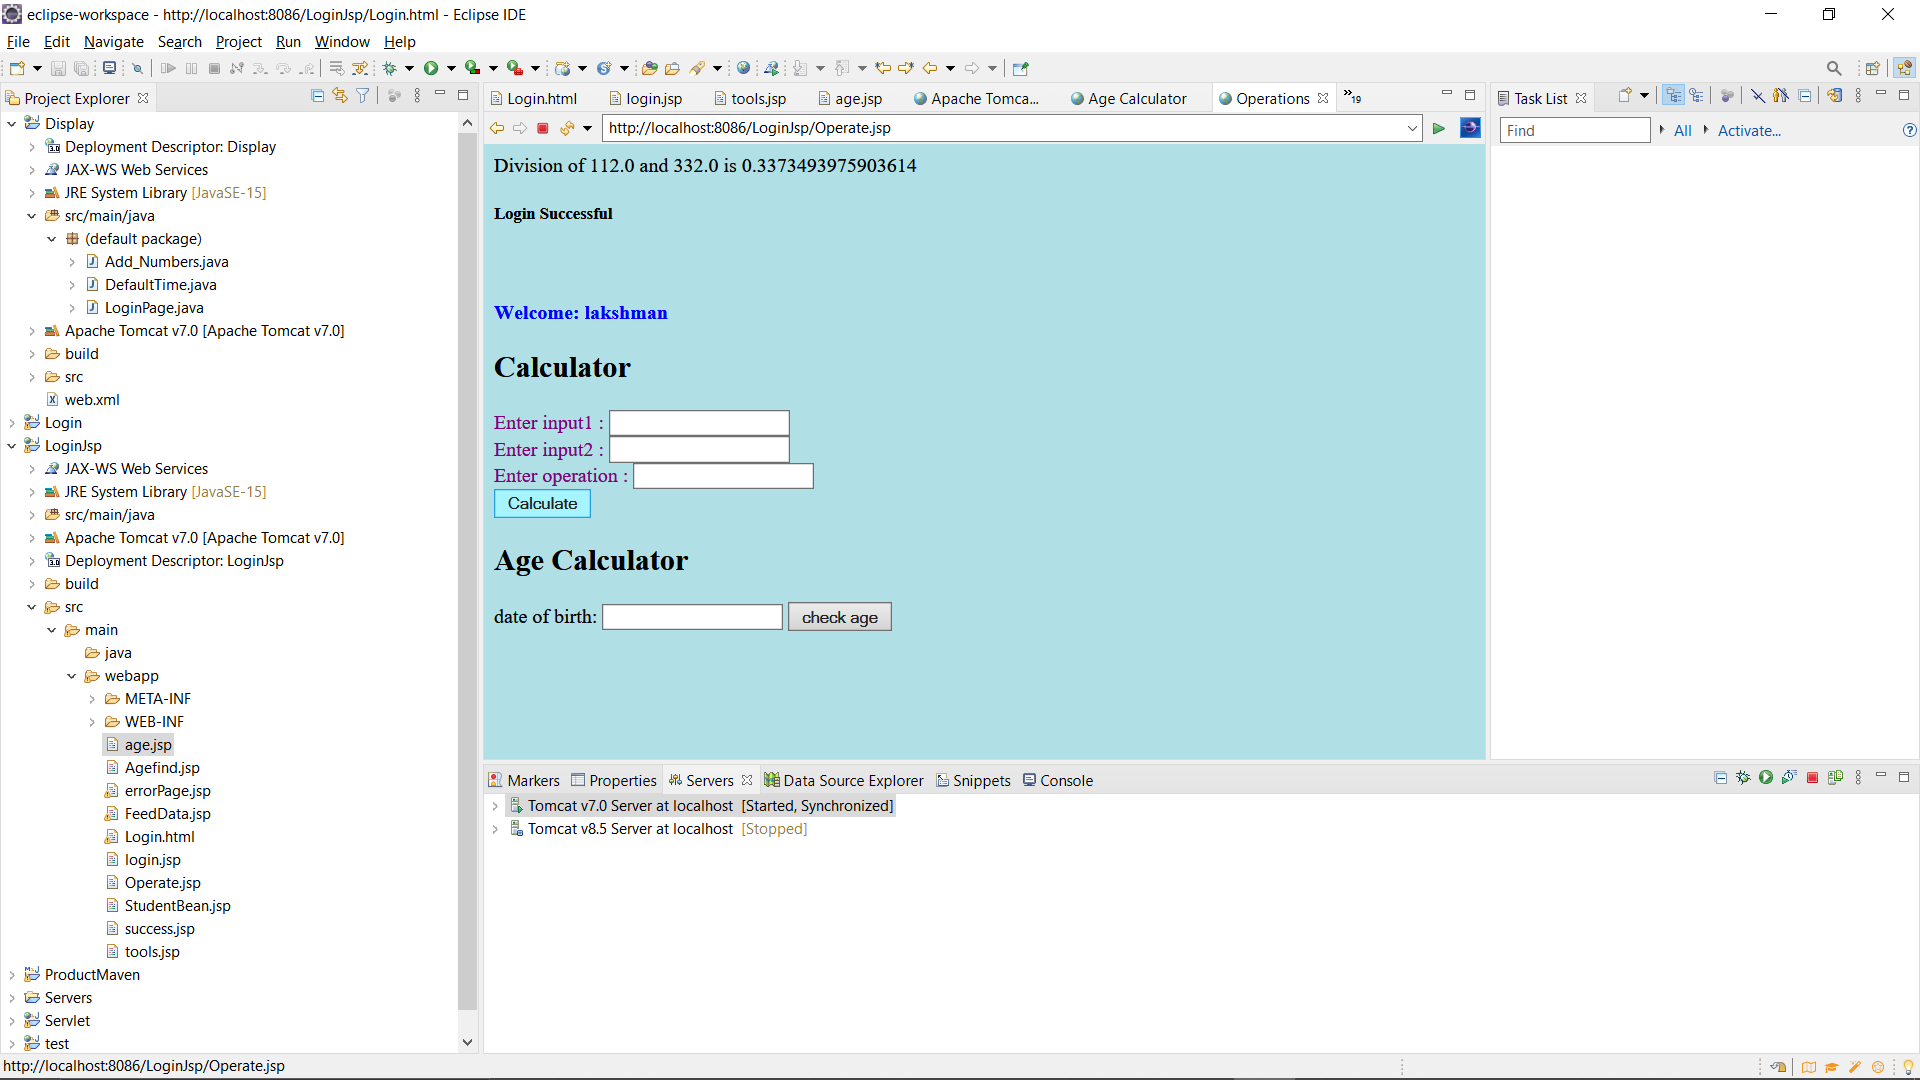 eclipse-workspace - http://localhost:8086/LoginJsp/Login.html - Eclipse IDE
File Edit Navigate Search Project Run Window Help
Project Explorer
Display
Deployment Descriptor: Display
JAX-WS Web Services
JRE System Library [JavaSE-15]
src/main/java
(default package)
Add_Numbers.java
DefaultTime.java
LoginPage.java
Apache Tomcat v7.0 [Apache Tomcat v7.0]
build
src
web.xml
Login
LoginJsp
JAX-WS Web Services
JRE System Library [JavaSE-15]
src/main/java
Apache Tomcat v7.0 [Apache Tomcat v7.0]
Deployment Descriptor: LoginJsp
build
src
main
java
webapp
META-INF
WEB-INF
age.jsp
Agefind.jsp
errorPage.jsp
FeedData.jsp
Login.html
login.jsp
Operate.jsp
StudentBean.jsp
success.jsp
tools.jsp
ProductMaven
Servers
Servlet
test
Login.html login.jsp tools.jsp age.jsp Apache Tomca... Age Calculator Operations »19
http://localhost:8086/LoginJsp/Operate.jsp
Division of 112.0 and 332.0 is 0.3373493975903614
Login Successful
Welcome: lakshman
Calculator
Enter input1 :
Enter input2 :
Enter operation :
Calculate
Age Calculator
date of birth: check age
Markers Properties Servers Data Source Explorer Snippets Console
Tomcat v7.0 Server at localhost [Started, Synchronized]
Tomcat v8.5 Server at localhost [Stopped]
Task List
Find All Activate...
http://localhost:8086/LoginJsp/Operate.jsp